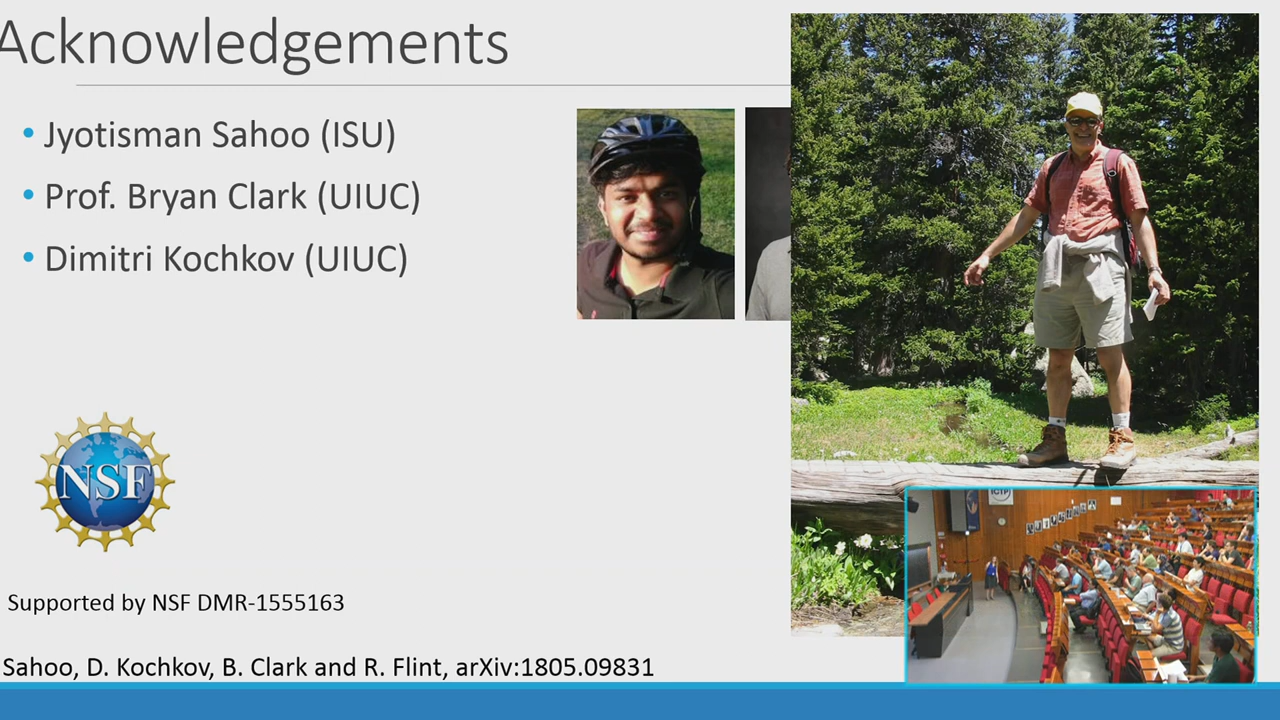 Acknowledgements
• Jyotisman Sahoo (ISU)
• Prof. Bryan Clark (UIUC)
• Dimitri Kochkov (UIUC)
NSF
Supported by NSF DMR-1555163
Sahoo, D. Kochkov, B. Clark and R. Flint, arXiv:1805.09831
ICTP